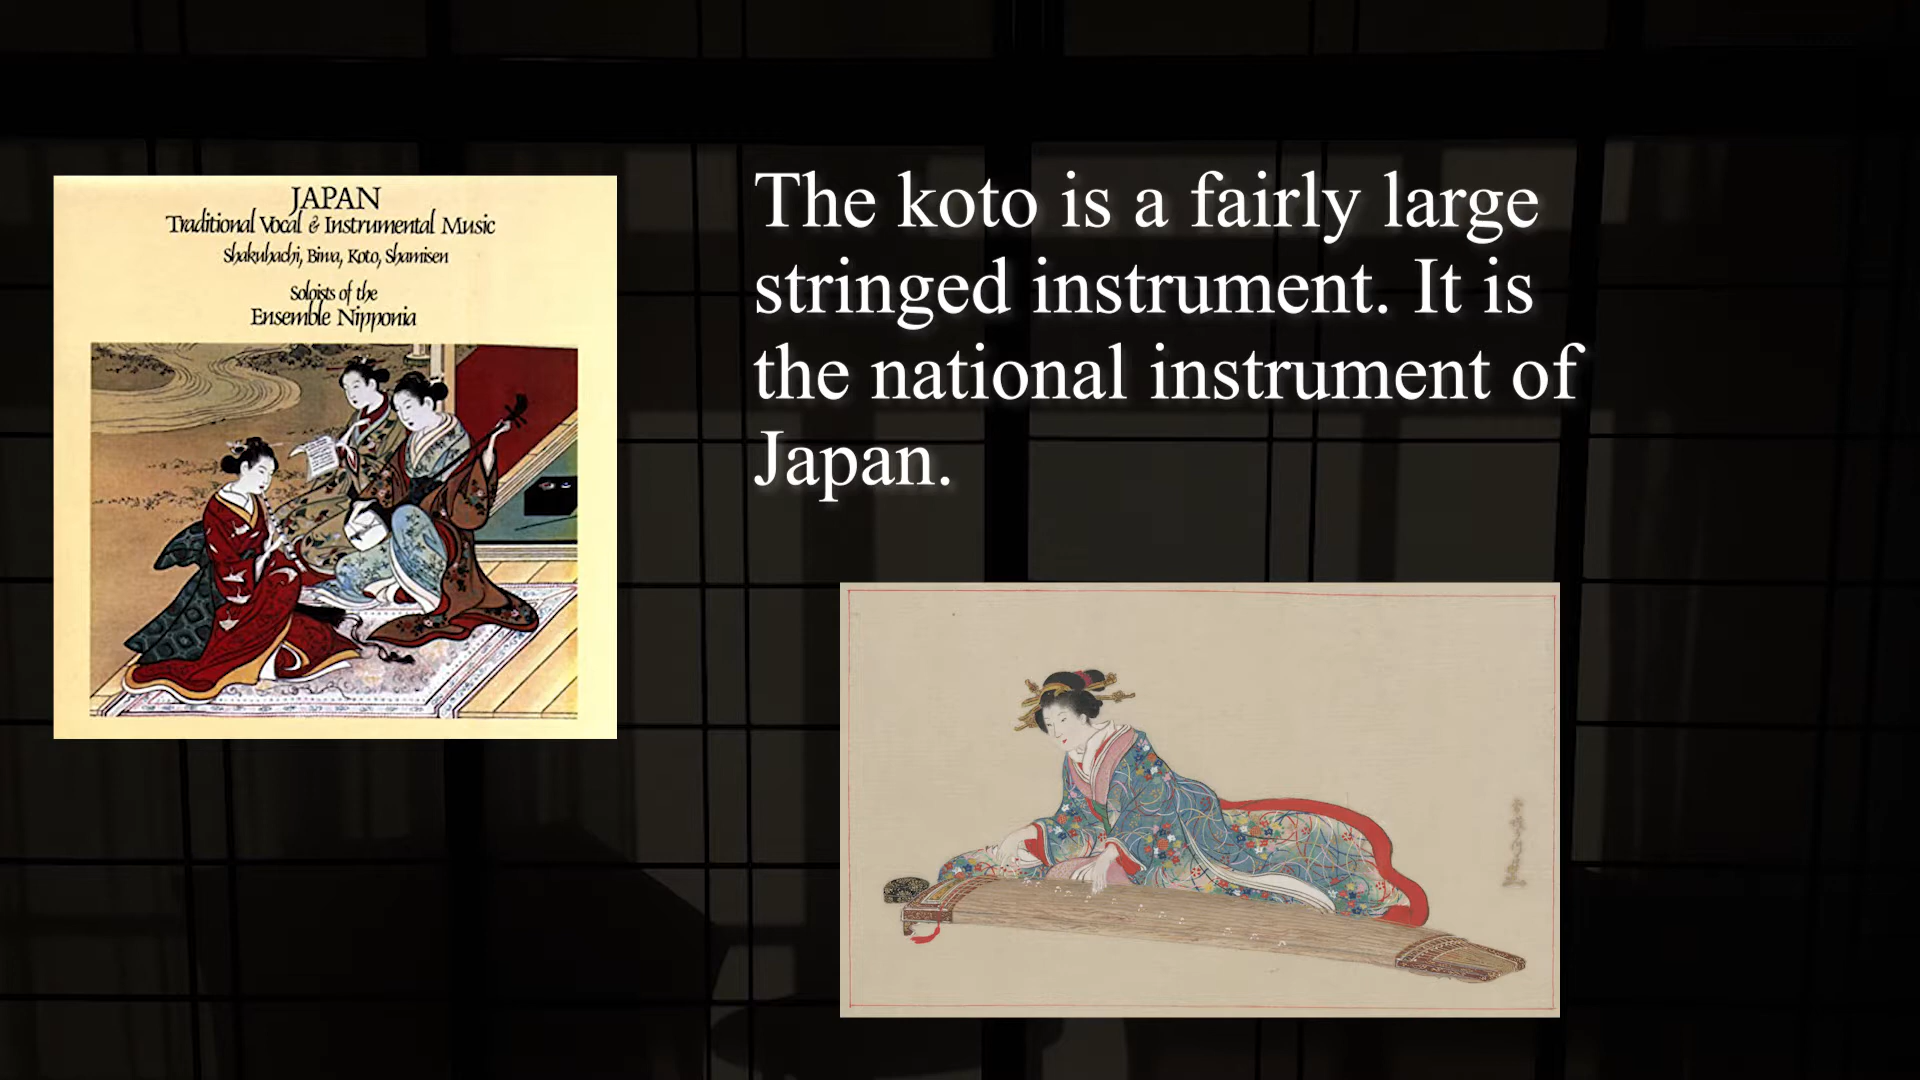 JAPAN
Traditional Vocal & Instrumental Music
Shakuhachi, Biwa, Koto, Shamisen
Soloists of the
Ensemble Nipponia
The koto is a fairly large
stringed instrument. It is
the national instrument of
Japan.